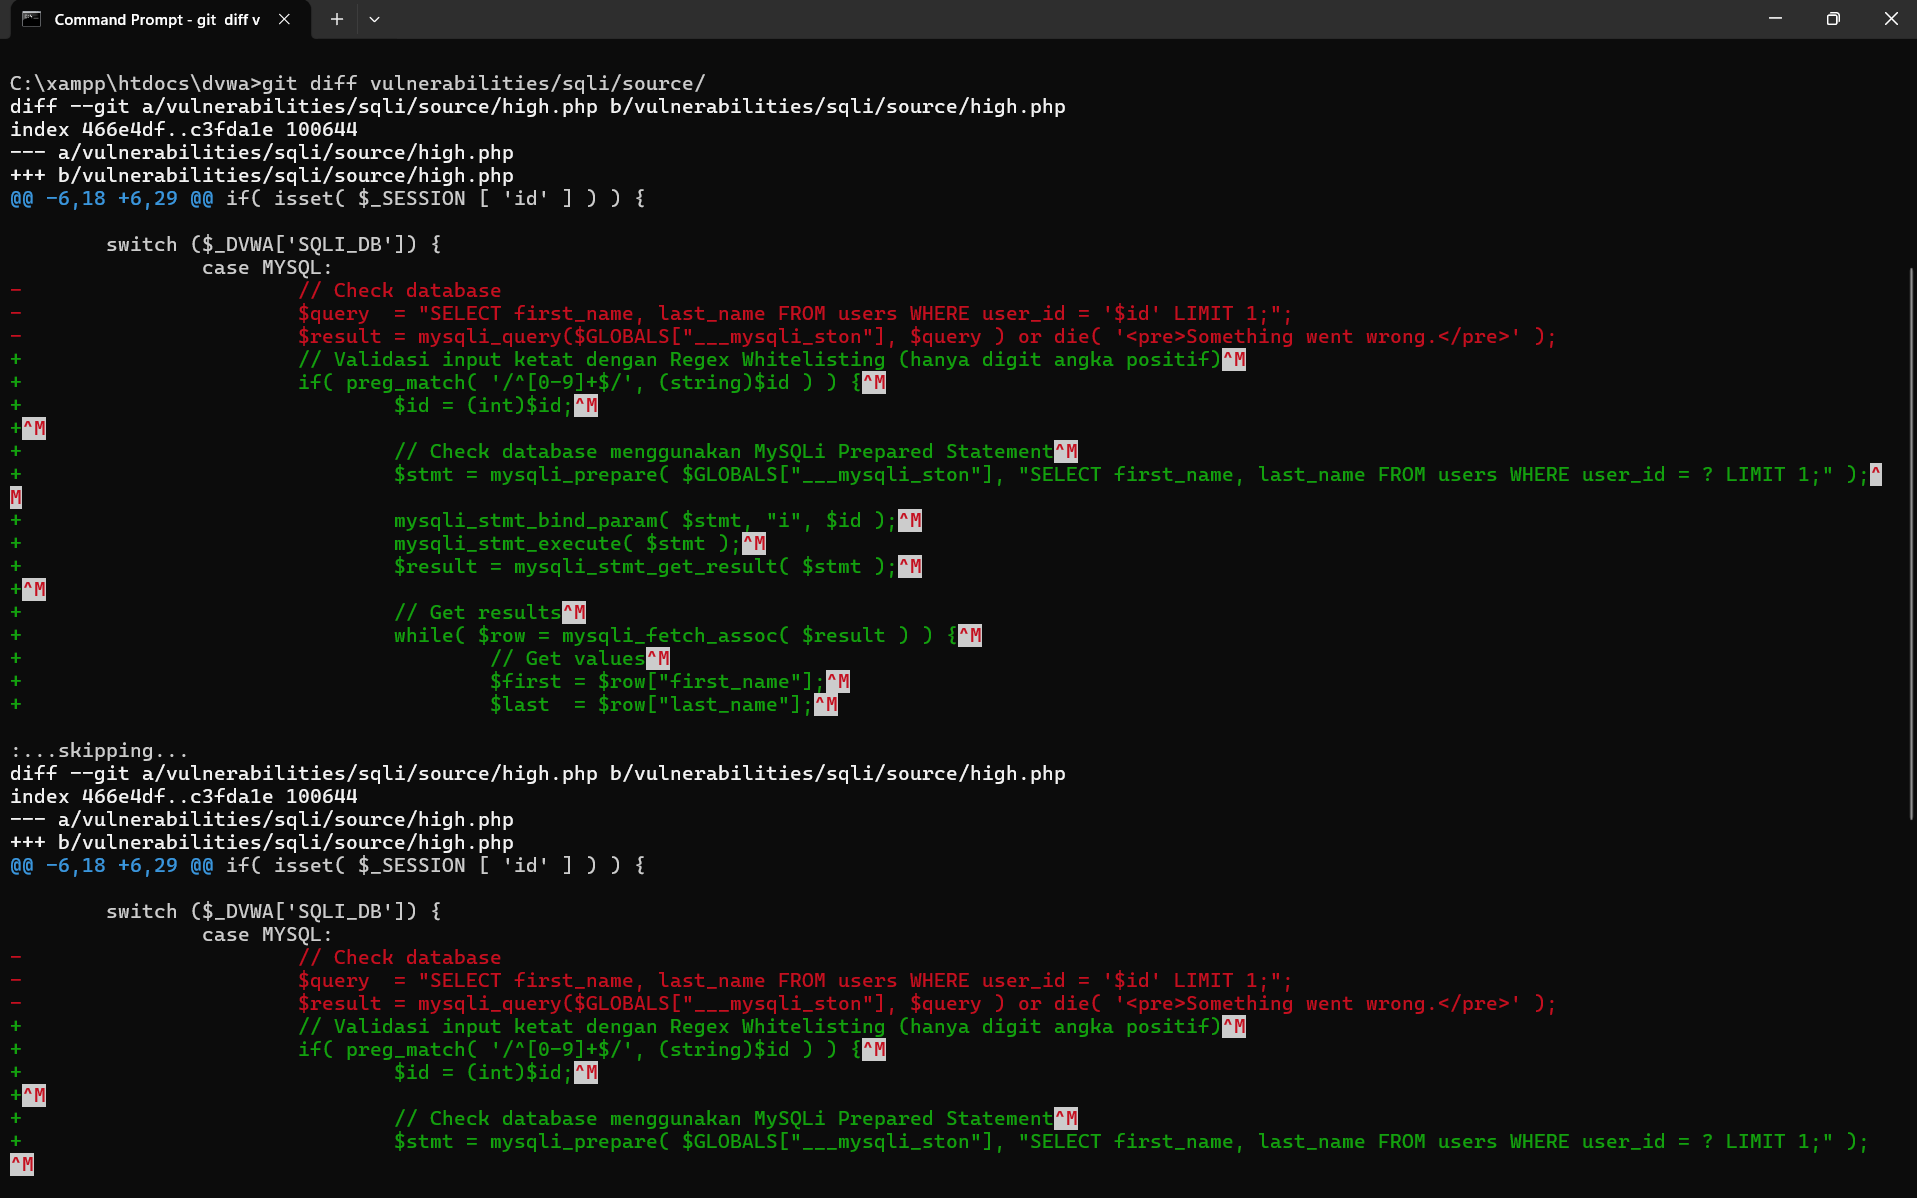 Command Prompt - git  diff v
C:\xampp\htdocs\dvwa>git diff vulnerabilities/sqli/source/
diff --git a/vulnerabilities/sqli/source/high.php b/vulnerabilities/sqli/source/high.php
index 466e4df..c3fda1e 100644
--- a/vulnerabilities/sqli/source/high.php
+++ b/vulnerabilities/sqli/source/high.php
@@ -6,18 +6,29 @@ if( isset( $_SESSION [ 'id' ] ) ) {
        switch ($_DVWA['SQLI_DB']) {
                case MYSQL:
-                       // Check database
-                       $query  = "SELECT first_name, last_name FROM users WHERE user_id = '$id' LIMIT 1;";
-                       $result = mysqli_query($GLOBALS["___mysqli_ston"], $query ) or die( '<pre>Something went wrong.</pre>' );
+                       // Validasi input ketat dengan Regex Whitelisting (hanya digit angka positif)^M
+                       if( preg_match( '/^[0-9]+$/', (string)$id ) ) {^M
+                               $id = (int)$id;^M
+^M
+                               // Check database menggunakan MySQLi Prepared Statement^M
+                               $stmt = mysqli_prepare( $GLOBALS["___mysqli_ston"], "SELECT first_name, last_name FROM users WHERE user_id = ? LIMIT 1;" );^
M
+                               mysqli_stmt_bind_param( $stmt, "i", $id );^M
+                               mysqli_stmt_execute( $stmt );^M
+                               $result = mysqli_stmt_get_result( $stmt );^M
+^M
+                               // Get results^M
+                               while( $row = mysqli_fetch_assoc( $result ) ) {^M
+                                       // Get values^M
+                                       $first = $row["first_name"];^M
+                                       $last  = $row["last_name"];^M
:...skipping...
diff --git a/vulnerabilities/sqli/source/high.php b/vulnerabilities/sqli/source/high.php
index 466e4df..c3fda1e 100644
--- a/vulnerabilities/sqli/source/high.php
+++ b/vulnerabilities/sqli/source/high.php
@@ -6,18 +6,29 @@ if( isset( $_SESSION [ 'id' ] ) ) {
        switch ($_DVWA['SQLI_DB']) {
                case MYSQL:
-                       // Check database
-                       $query  = "SELECT first_name, last_name FROM users WHERE user_id = '$id' LIMIT 1;";
-                       $result = mysqli_query($GLOBALS["___mysqli_ston"], $query ) or die( '<pre>Something went wrong.</pre>' );
+                       // Validasi input ketat dengan Regex Whitelisting (hanya digit angka positif)^M
+                       if( preg_match( '/^[0-9]+$/', (string)$id ) ) {^M
+                               $id = (int)$id;^M
+^M
+                               // Check database menggunakan MySQLi Prepared Statement^M
+                               $stmt = mysqli_prepare( $GLOBALS["___mysqli_ston"], "SELECT first_name, last_name FROM users WHERE user_id = ? LIMIT 1;" );
^M